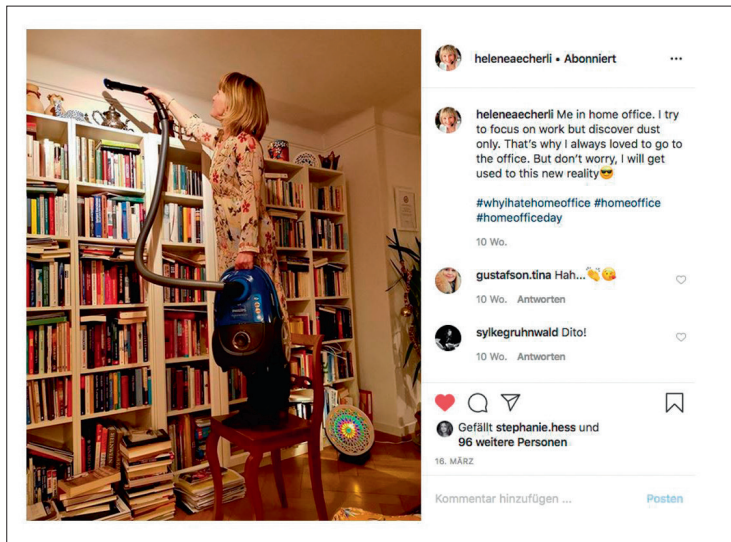 heleneaecherli • Abonniert
heleneaecherli Me in home office. I try
to focus on work but discover dust
only. That's why I always loved to go to
the office. But don't worry, I will get
used to this new reality😎
#whyihatehomeoffice #homeoffice
#homeofficeday
10 Wo.
gustafson.tina Hah...👏😘
10 Wo. Antworten
sylkegruhnwald Dito!
10 Wo. Antworten
Gefällt stephanie.hess und
96 weitere Personen
16. MÄRZ
Kommentar hinzufügen ...
Posten